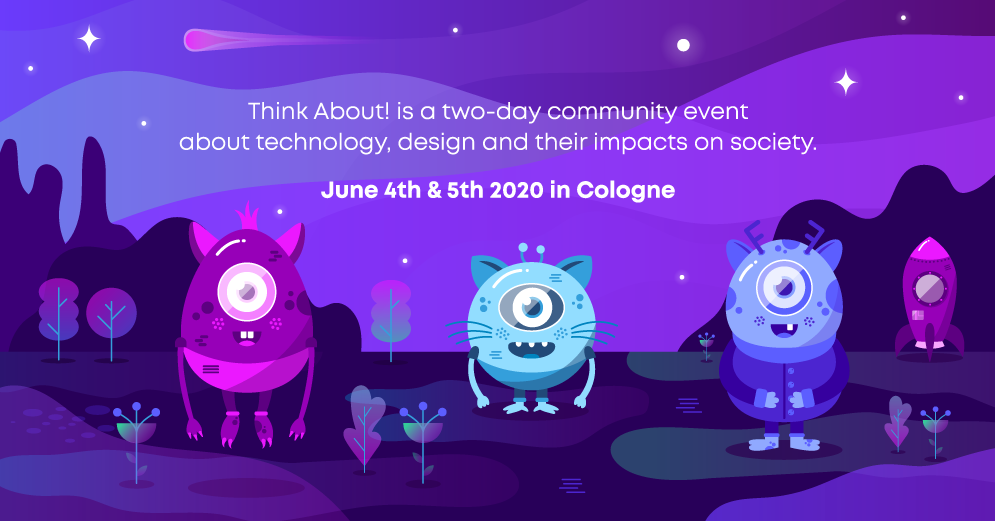 Think About! is a two-day community event
about technology, design and their impacts on society.
June 4th & 5th 2020 in Cologne